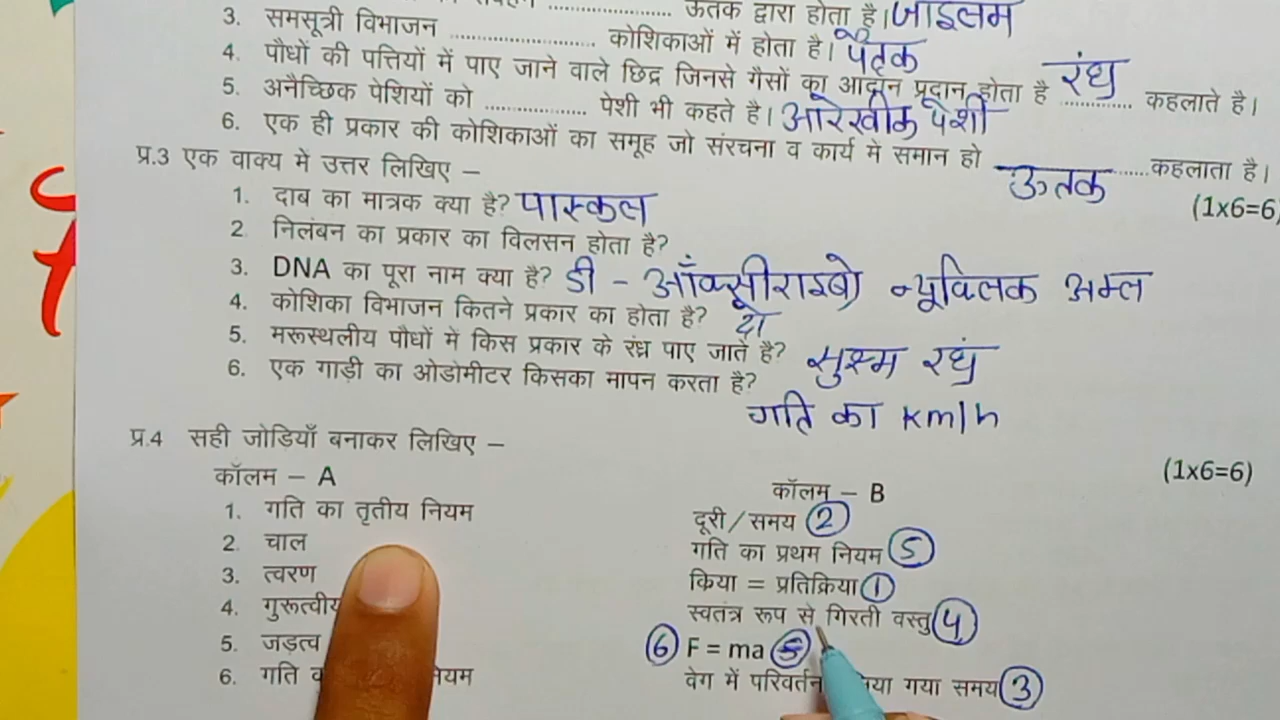 ऊतक द्वारा होता है। जाइलम
3. समसूत्री विभाजन .......................... कोशिकाओं में होता है। पैतृक
4. पौधों की पत्तियों में पाए जाने वाले छिद्र जिनसे गैसों का आदान प्रदान होता है ............. कहलाते है। रंध्र
5. अनैच्छिक पेशियों को .................. पेशी भी कहते है। आरेखीक पेशी
6. एक ही प्रकार की कोशिकाओं का समूह जो संरचना व कार्य मे समान हो ......कहलाता है। ऊतक
प्र.3 एक वाक्य में उत्तर लिखिए –
(1x6=6)
1. दाब का मात्रक क्या है? पास्कल
2 निलंबन का प्रकार का विलसन होता है?
3. DNA का पूरा नाम क्या है? डी - ऑक्सीराइबो न्यूक्लिक अम्ल
4. कोशिका विभाजन कितने प्रकार का होता है? दो
5. मरूस्थलीय पौधों में किस प्रकार के रंध्र पाए जाते है? सुक्ष्म रधुं
6. एक गाड़ी का ओडोमीटर किसका मापन करता है?
गति का km/h
प्र.4 सही जोडियाँ बनाकर लिखिए –
(1x6=6)
कॉलम – A
कॉलम – B
1. गति का तृतीय नियम
दूरी/समय 2
2 चाल
गति का प्रथम नियम 5
3. त्वरण
किया = प्रतिक्रिया 1
4. गुरूत्वीय
स्वतंत्र रूप से गिरती वस्तु 4
5. जड़त्व
6 F = ma 5
6. गति नियम
वेग में परिवर्तन गया समय 3